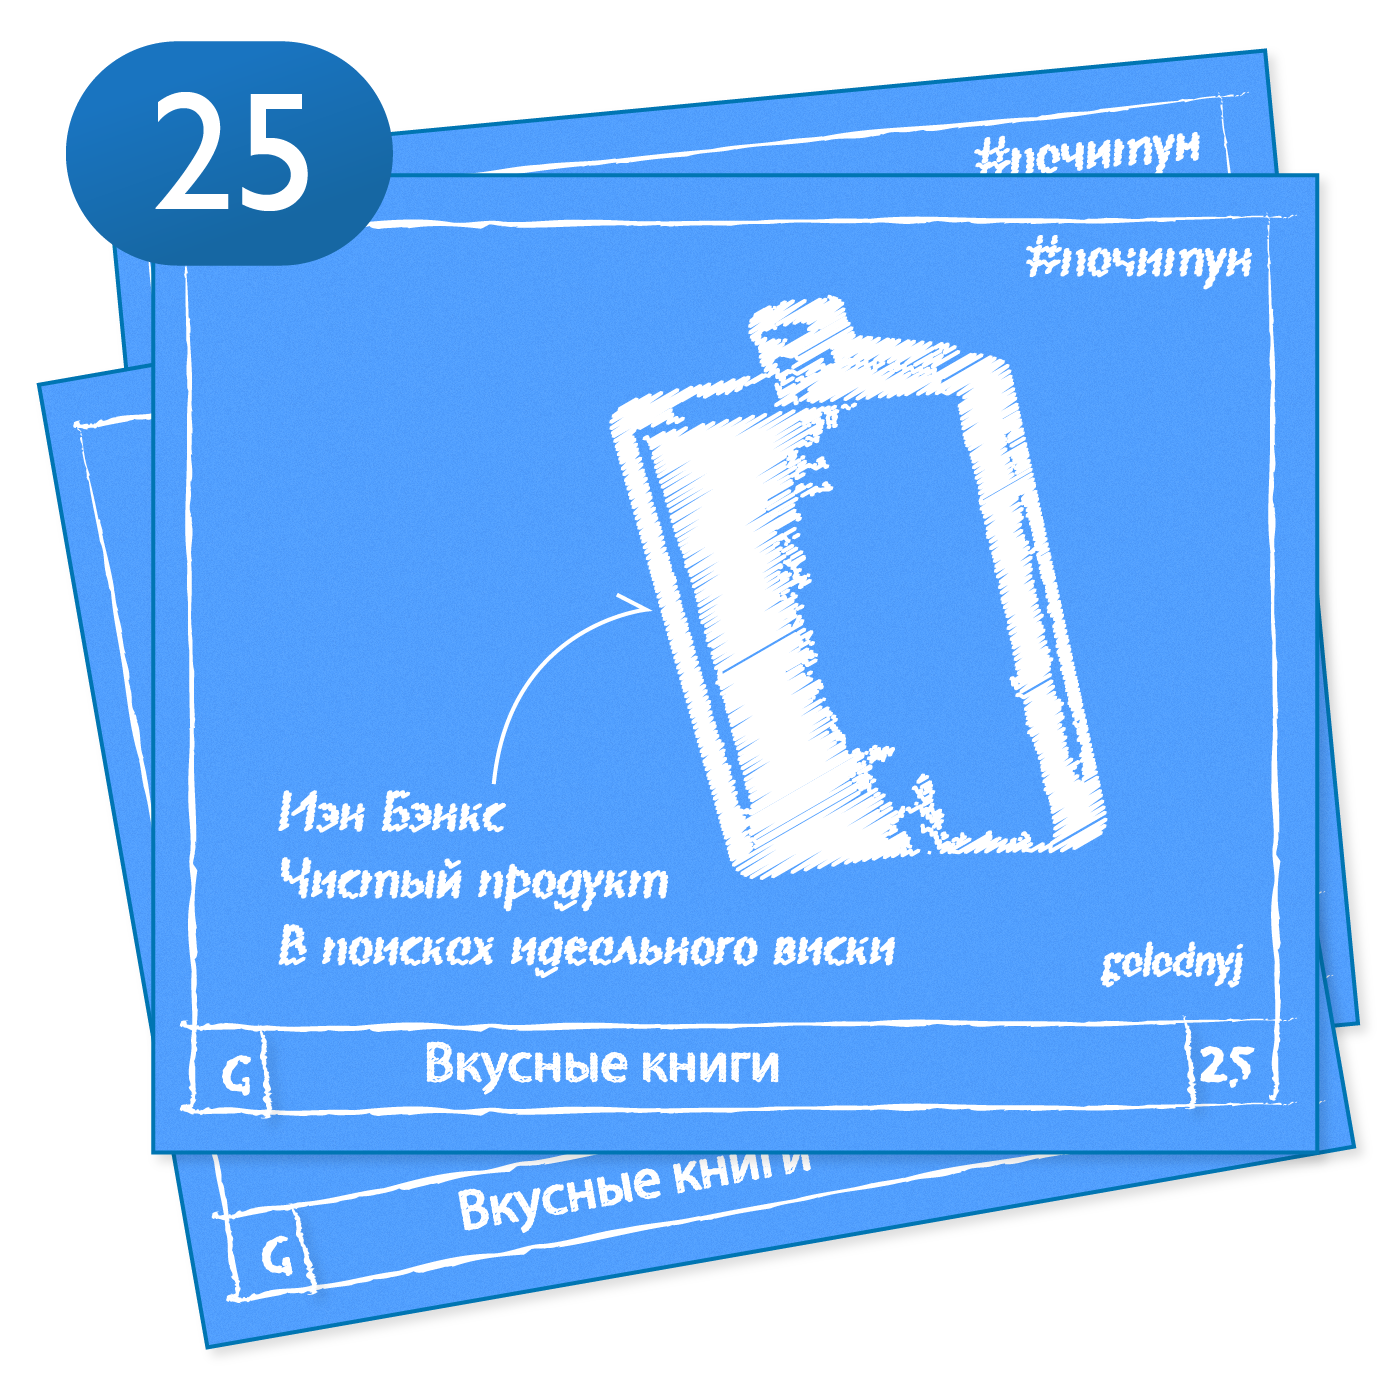 25
#почитун
#почитун
Иэн Бэнкс
Чистый продукт
В поисках идеального виски
golodnyj
G
Вкусные книги
25
Вкусные книги
G